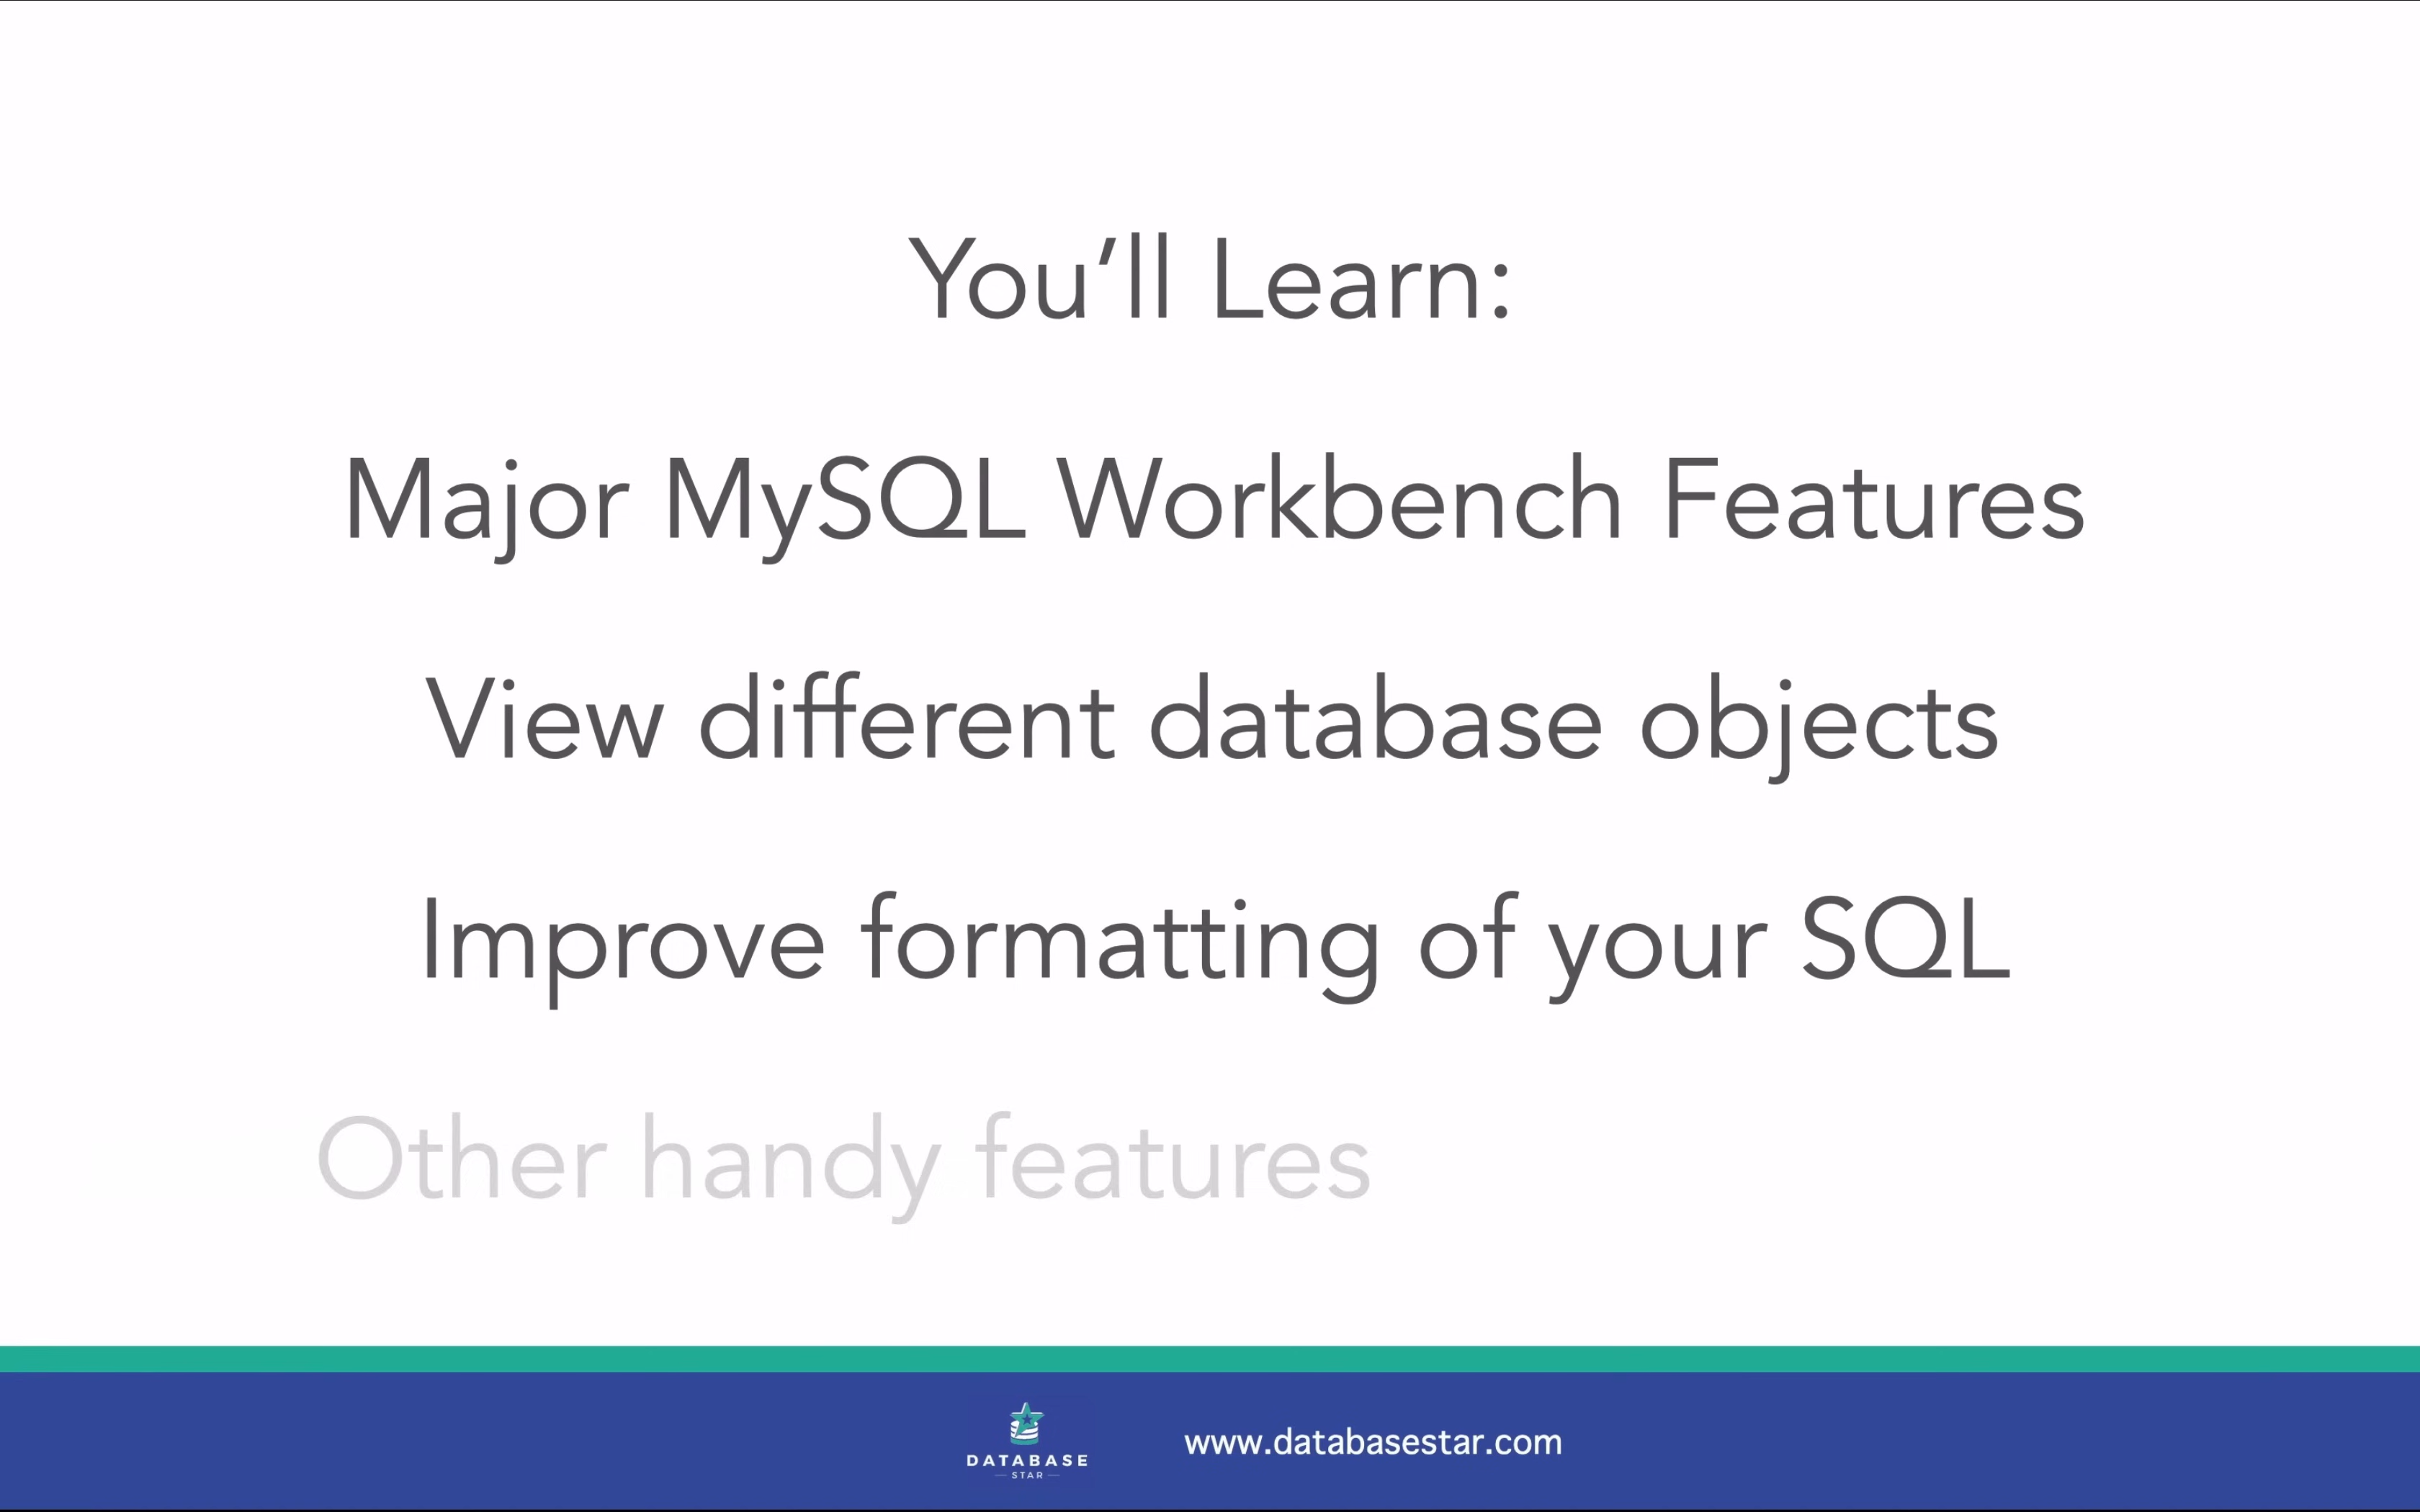 You’ll Learn:
Major MySQL Workbench Features
View different database objects
Improve formatting of your SQL
Other handy features
DATABASE
STAR
www.databasestar.com